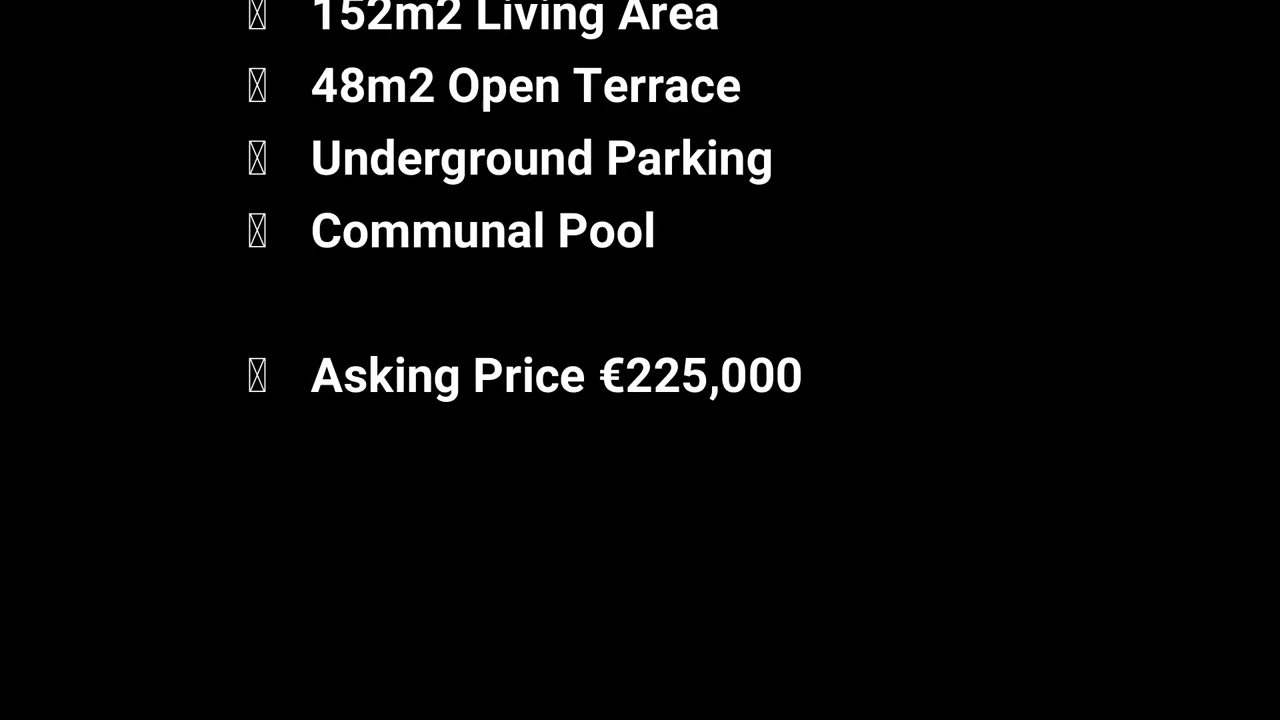 152m2 Living Area
48m2 Open Terrace
Underground Parking
Communal Pool
Asking Price €225,000